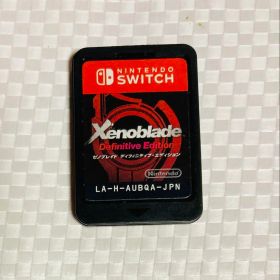 NINTENDO
SWITCH
Xenoblade
Definitive Edition
ゼノブレイド ディフィニティブ・エディション
Nintendo
LA-H-AUBQA-JPN